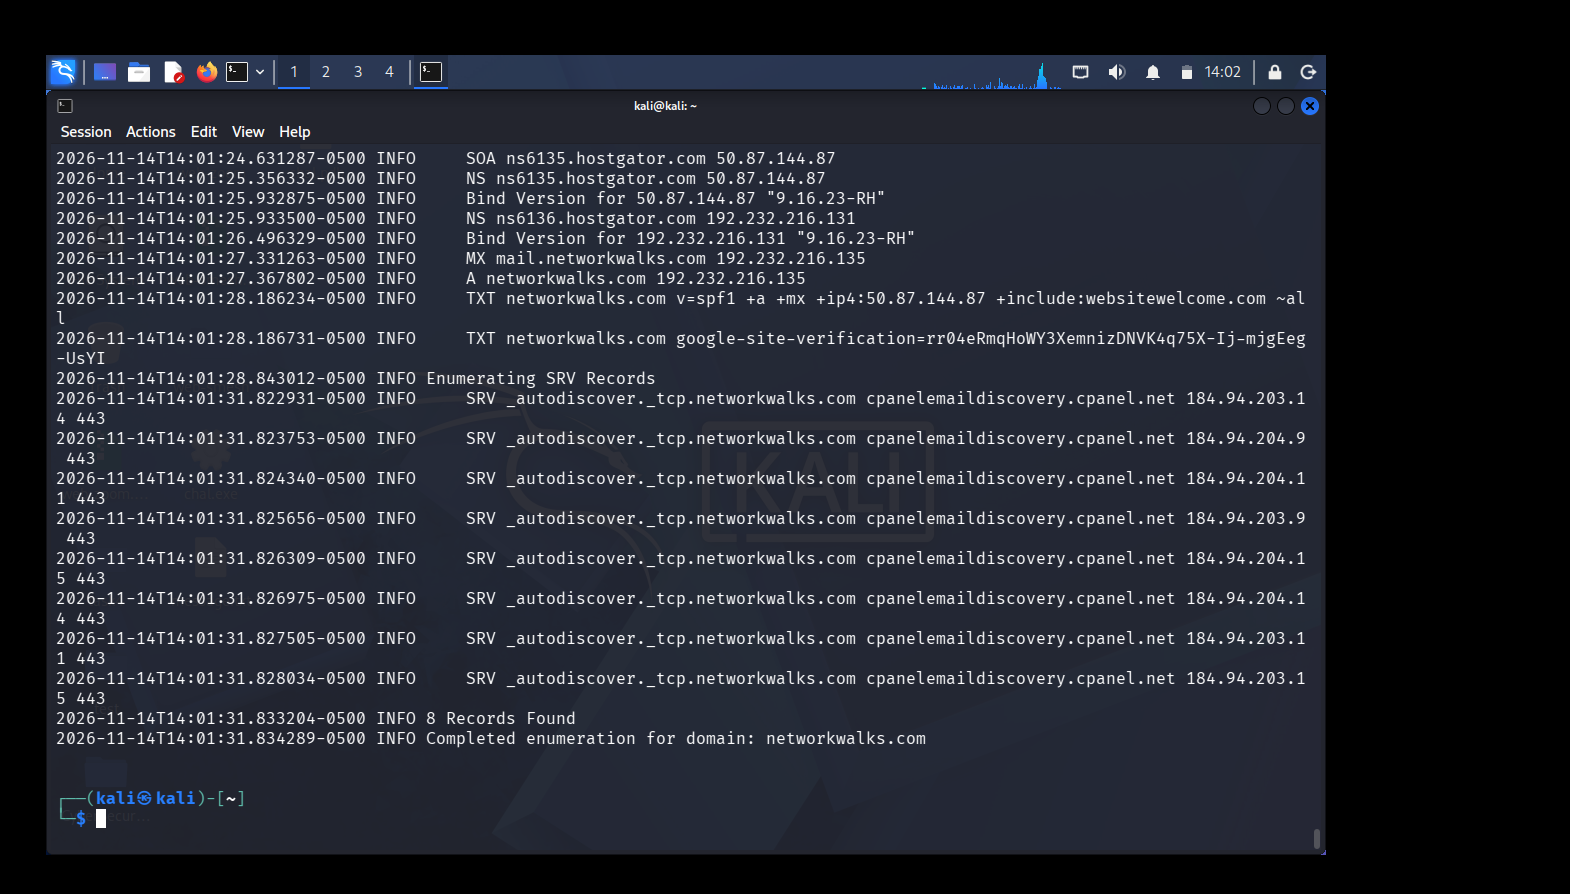 1 2 3 4 14:02
kali@kali: ~
Session Actions Edit View Help
2026-11-14T14:01:24.631287-0500 INFO SOA ns6135.hostgator.com 50.87.144.87
2026-11-14T14:01:25.356332-0500 INFO NS ns6135.hostgator.com 50.87.144.87
2026-11-14T14:01:25.932875-0500 INFO Bind Version for 50.87.144.87 "9.16.23-RH"
2026-11-14T14:01:25.933500-0500 INFO NS ns6136.hostgator.com 192.232.216.131
2026-11-14T14:01:26.496329-0500 INFO Bind Version for 192.232.216.131 "9.16.23-RH"
2026-11-14T14:01:27.331263-0500 INFO MX mail.networkwalks.com 192.232.216.135
2026-11-14T14:01:27.367802-0500 INFO A networkwalks.com 192.232.216.135
2026-11-14T14:01:28.186234-0500 INFO TXT networkwalks.com v=spf1 +a +mx +ip4:50.87.144.87 +include:websitewelcome.com ~al
l
2026-11-14T14:01:28.186731-0500 INFO TXT networkwalks.com google-site-verification=rr04eRmqHoWY3XemnizDNVK4q75X-Ij-mjgEeg
-UsYI
2026-11-14T14:01:28.843012-0500 INFO Enumerating SRV Records
2026-11-14T14:01:31.822931-0500 INFO SRV _autodiscover._tcp.networkwalks.com cpanelemaildiscovery.cpanel.net 184.94.203.1
4 443
2026-11-14T14:01:31.823753-0500 INFO SRV _autodiscover._tcp.networkwalks.com cpanelemaildiscovery.cpanel.net 184.94.204.9
443
2026-11-14T14:01:31.824340-0500 INFO SRV _autodiscover._tcp.networkwalks.com cpanelemaildiscovery.cpanel.net 184.94.204.1
1 443
2026-11-14T14:01:31.825656-0500 INFO SRV _autodiscover._tcp.networkwalks.com cpanelemaildiscovery.cpanel.net 184.94.203.9
443
2026-11-14T14:01:31.826309-0500 INFO SRV _autodiscover._tcp.networkwalks.com cpanelemaildiscovery.cpanel.net 184.94.204.1
5 443
2026-11-14T14:01:31.826975-0500 INFO SRV _autodiscover._tcp.networkwalks.com cpanelemaildiscovery.cpanel.net 184.94.204.1
4 443
2026-11-14T14:01:31.827505-0500 INFO SRV _autodiscover._tcp.networkwalks.com cpanelemaildiscovery.cpanel.net 184.94.203.1
1 443
2026-11-14T14:01:31.828034-0500 INFO SRV _autodiscover._tcp.networkwalks.com cpanelemaildiscovery.cpanel.net 184.94.203.1
5 443
2026-11-14T14:01:31.833204-0500 INFO 8 Records Found
2026-11-14T14:01:31.834289-0500 INFO Completed enumeration for domain: networkwalks.com
KALI
chat.exe
┌──(kali㉿kali)-[~]
└─$